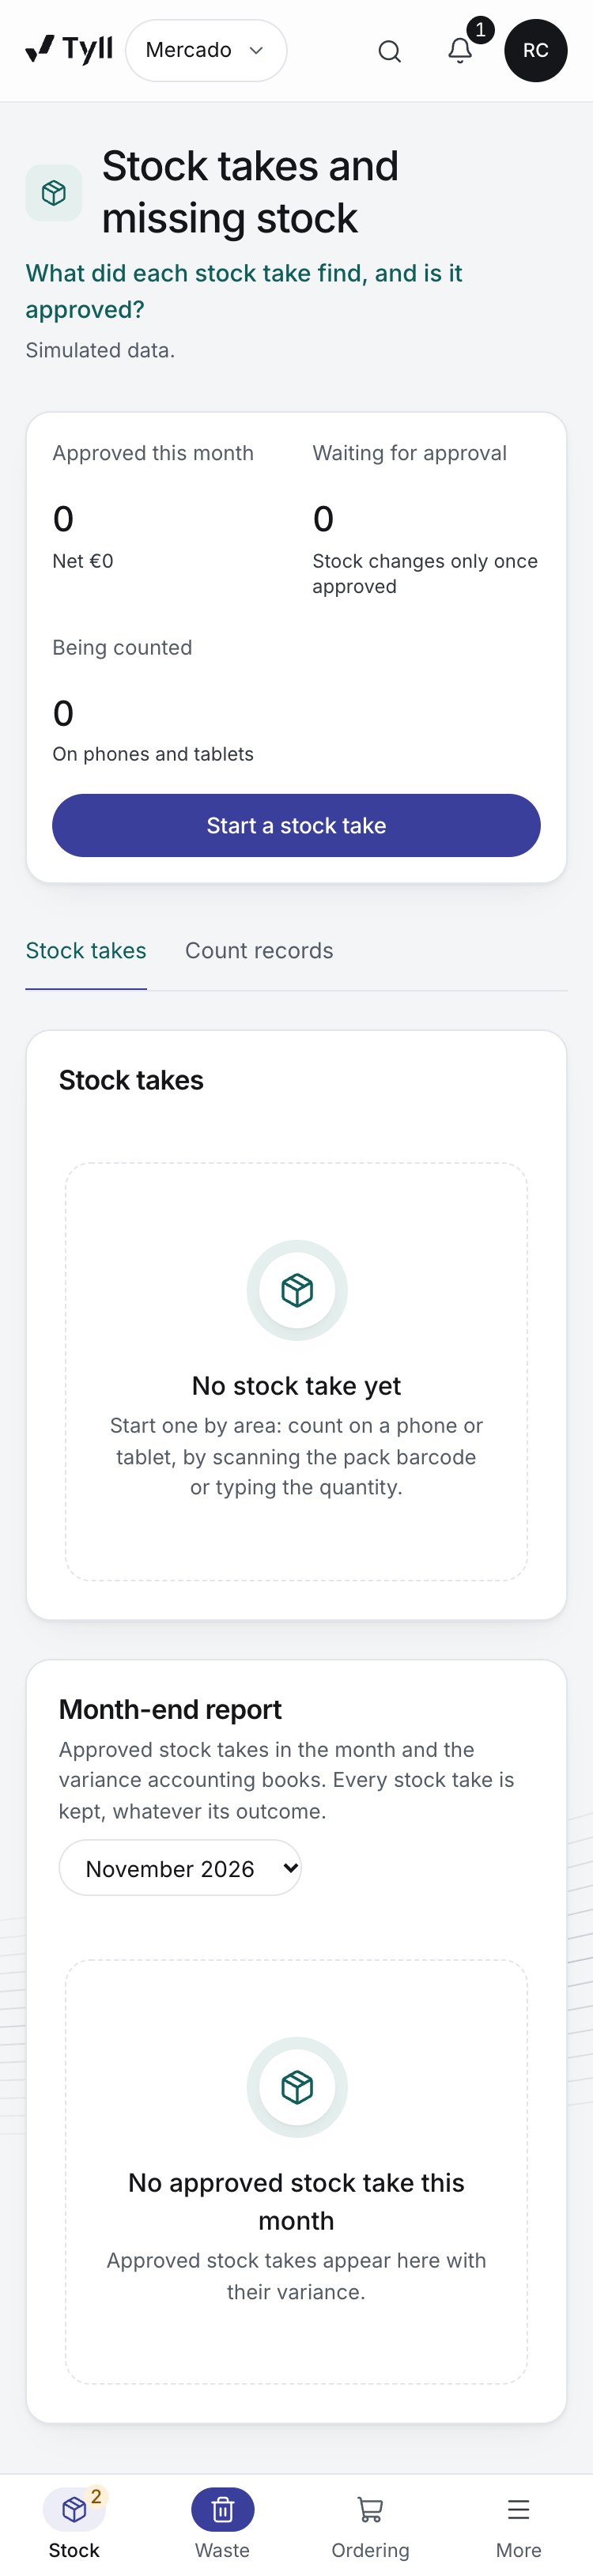 Tyll
Mercado
1
RC
Stock takes and
missing stock
What did each stock take find, and is it
approved?
Simulated data.
Approved this month
0
Net €0
Waiting for approval
0
Stock changes only once
approved
Being counted
0
On phones and tablets
Start a stock take
Stock takes
Count records
Stock takes
No stock take yet
Start one by area: count on a phone or
tablet, by scanning the pack barcode
or typing the quantity.
Month-end report
Approved stock takes in the month and the
variance accounting books. Every stock take is
kept, whatever its outcome.
November 2026
No approved stock take this
month
Approved stock takes appear here with
their variance.
2
Stock
Waste
Ordering
More